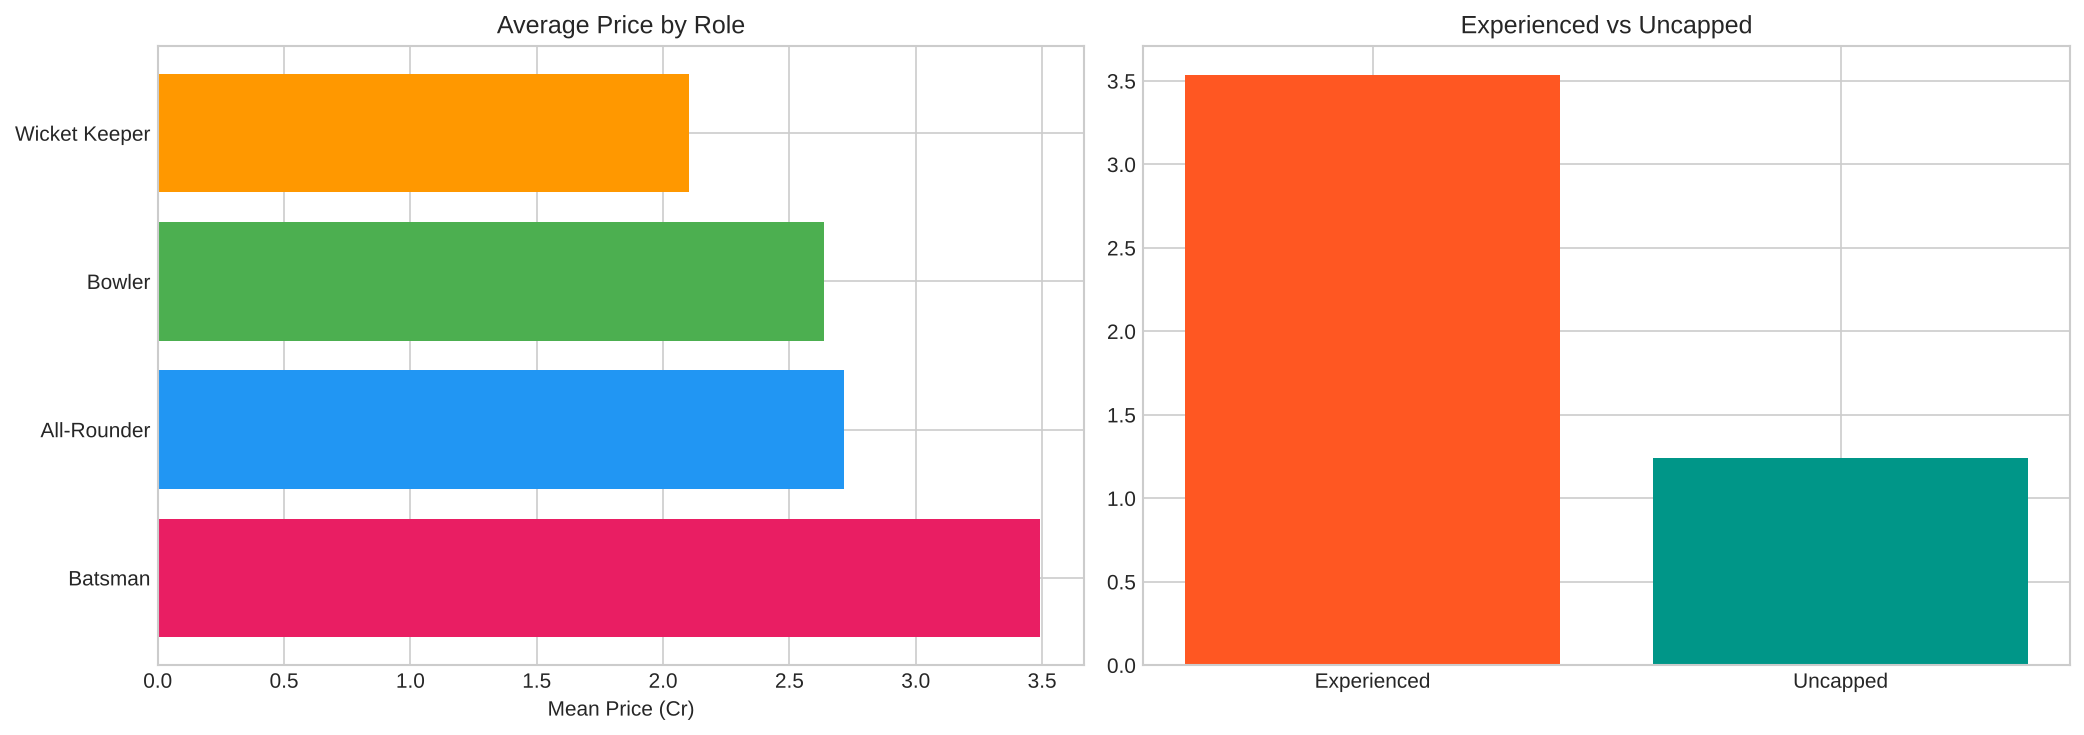 Average Price by Role
Wicket Keeper
Bowler
All-Rounder
Batsman
0.0 0.5 1.0 1.5 2.0 2.5 3.0 3.5
Mean Price (Cr)
Experienced vs Uncapped
3.5
3.0
2.5
2.0
1.5
1.0
0.5
0.0
Experienced Uncapped